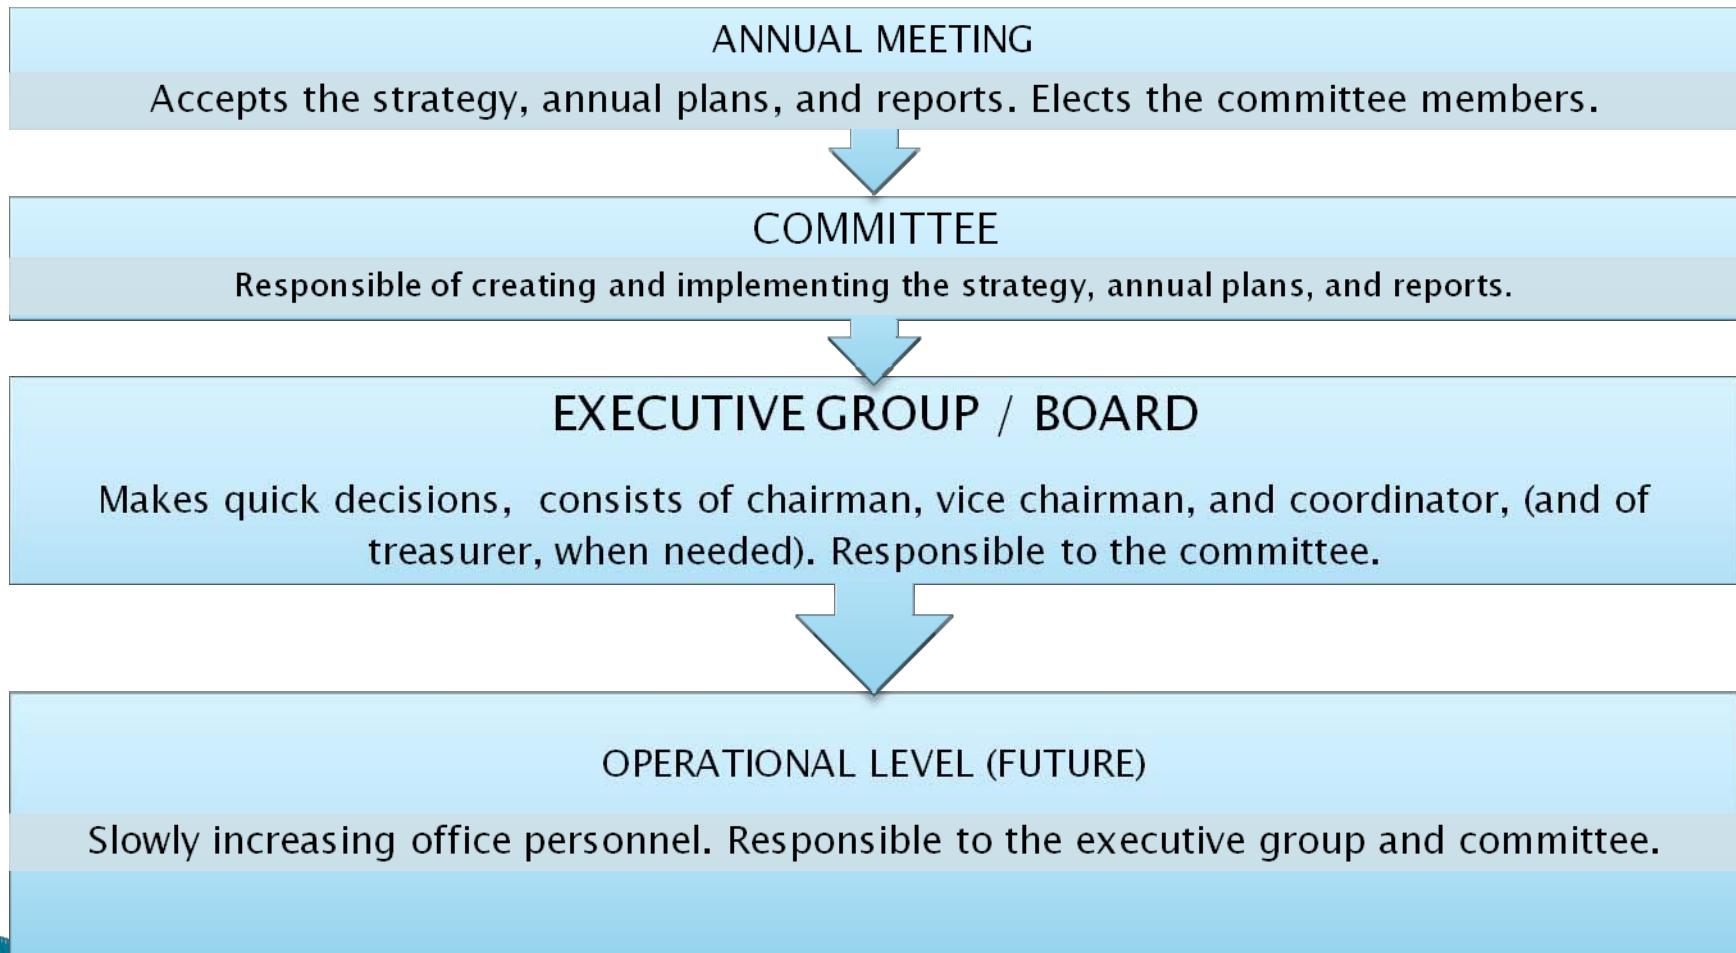 ANNUAL MEETING
Accepts the strategy, annual plans, and reports. Elects the committee members.
COMMITTEE
Responsible of creating and implementing the strategy, annual plans, and reports.
EXECUTIVE GROUP / BOARD
Makes quick decisions, consists of chairman, vice chairman, and coordinator, (and of
treasurer, when needed). Responsible to the committee.
OPERATIONAL LEVEL (FUTURE)
Slowly increasing office personnel. Responsible to the executive group and committee.